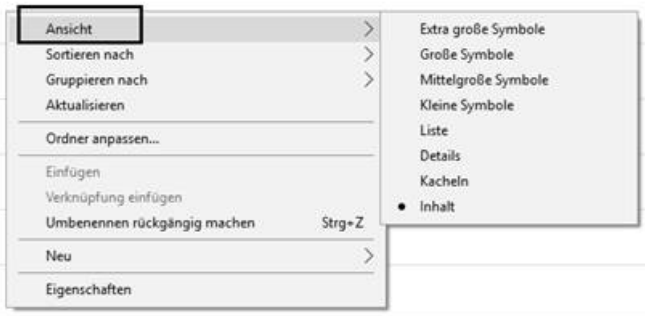 Ansicht
Sortieren nach
Gruppieren nach
Aktualisieren
Ordner anpassen...
Einfügen
Verknüpfung einfügen
Umbenennen rückgängig machen Strg+Z
Neu
Eigenschaften
Extra große Symbole
Große Symbole
Mittelgroße Symbole
Kleine Symbole
Liste
Details
Kacheln
Inhalt